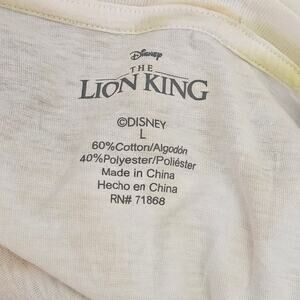 Disney
THE
LION KING
©DISNEY
L
60%Cotton/Algodón
40%Polyester/Poliéster
Made in China
Hecho en China
RN# 71868